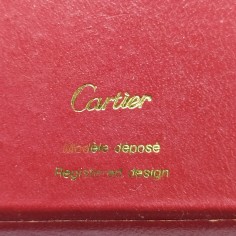 Cartier
Modèle déposé
Registered design